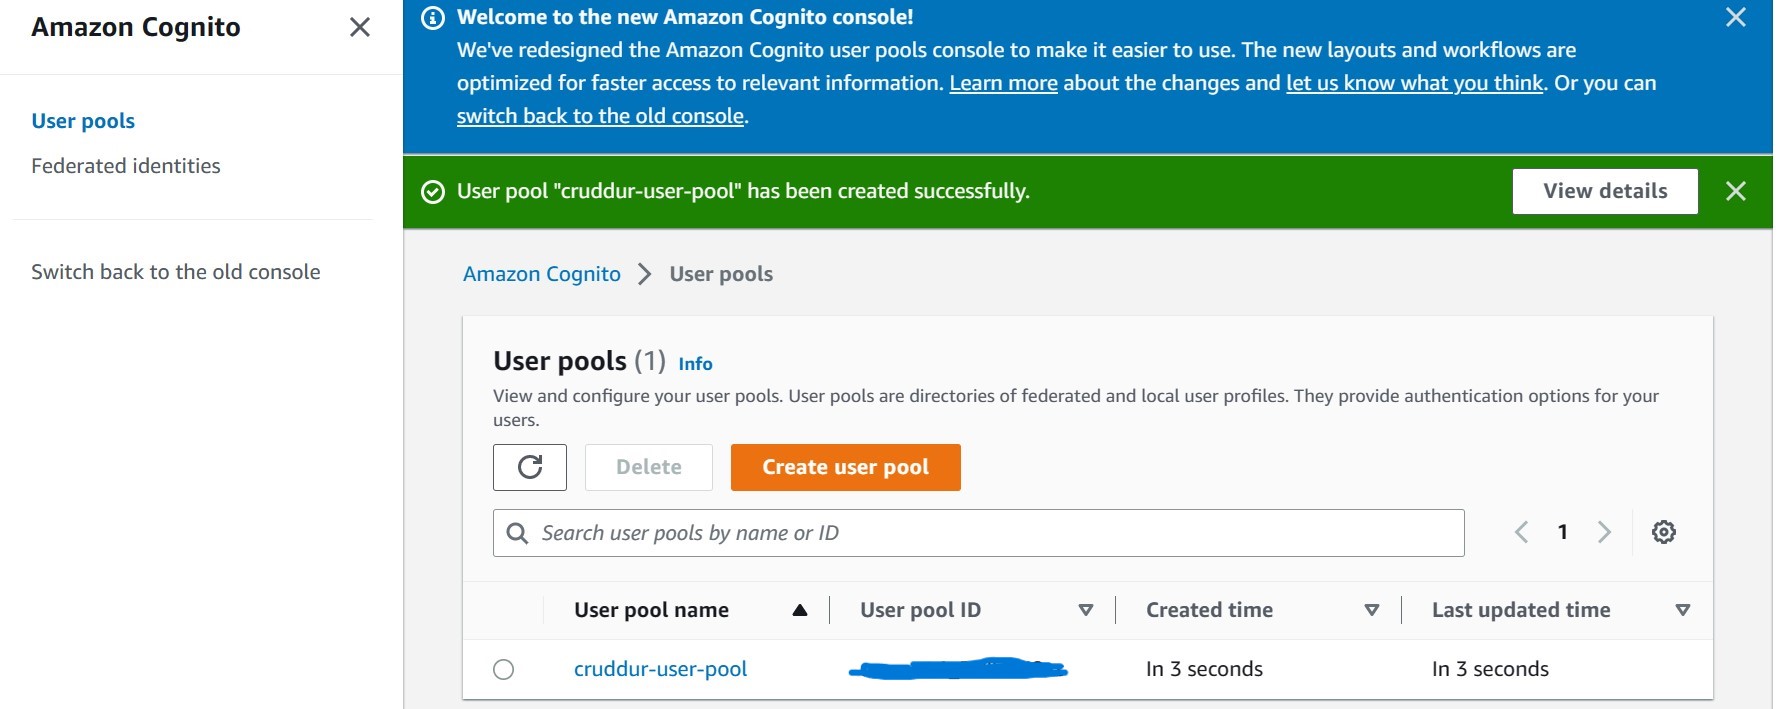 Amazon Cognito
User pools
Federated identities
Switch back to the old console
Welcome to the new Amazon Cognito console!
We've redesigned the Amazon Cognito user pools console to make it easier to use. The new layouts and workflows are
optimized for faster access to relevant information. Learn more about the changes and let us know what you think. Or you can
switch back to the old console.
User pool "cruddur-user-pool" has been created successfully.
View details
Amazon Cognito
User pools
User pools (1) Info
View and configure your user pools. User pools are directories of federated and local user profiles. They provide authentication options for your
users.
Delete
Create user pool
Search user pools by name or ID
1
User pool name
User pool ID
Created time
Last updated time
cruddur-user-pool
In 3 seconds
In 3 seconds